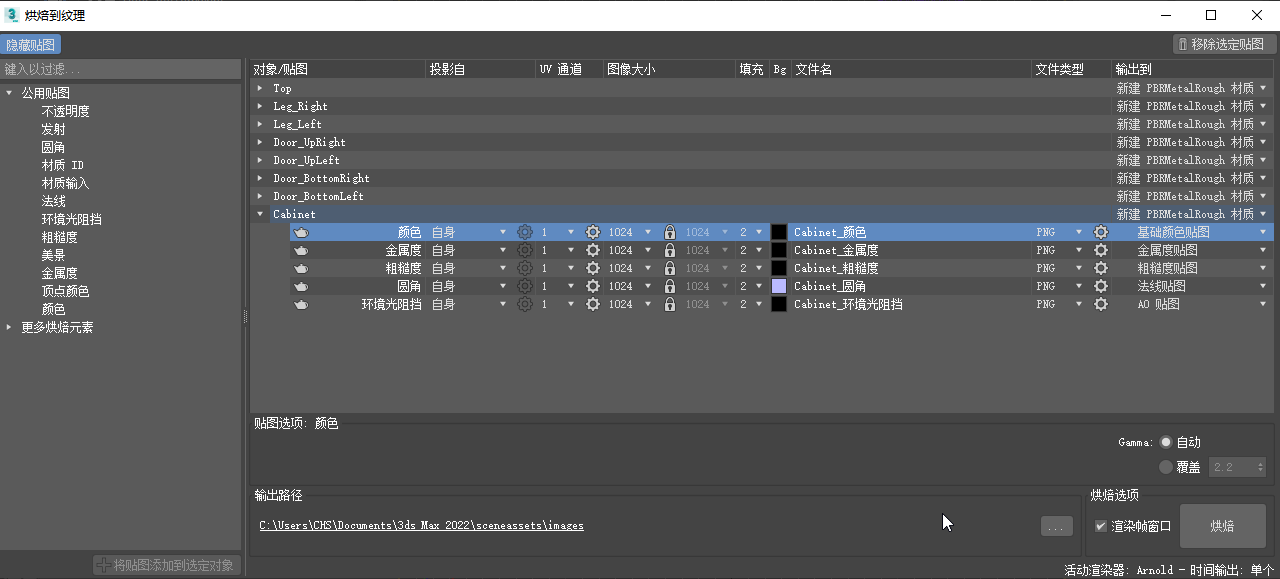 烘焙到纹理
隐藏贴图
移除选定贴图
键入以过滤...
公用贴图
不透明度
发射
圆角
材质 ID
材质输入
法线
环境光阻挡
粗糙度
美景
金属度
顶点颜色
颜色
更多烘焙元素
将贴图添加到选定对象
对象/贴图 投影自 UV 通道 图像大小 填充 Bg 文件名 文件类型 输出到
Top 新建 PBRMetalRough 材质
Leg_Right 新建 PBRMetalRough 材质
Leg_Left 新建 PBRMetalRough 材质
Door_UpRight 新建 PBRMetalRough 材质
Door_UpLeft 新建 PBRMetalRough 材质
Door_BottomRight 新建 PBRMetalRough 材质
Door_BottomLeft 新建 PBRMetalRough 材质
Cabinet 新建 PBRMetalRough 材质
颜色 自身 1 1024 1024 2 Cabinet_颜色 PNG 基础颜色贴图
金属度 自身 1 1024 1024 2 Cabinet_金属度 PNG 金属度贴图
粗糙度 自身 1 1024 1024 2 Cabinet_粗糙度 PNG 粗糙度贴图
圆角 自身 1 1024 1024 2 Cabinet_圆角 PNG 法线贴图
环境光阻挡 自身 1 1024 1024 2 Cabinet_环境光阻挡 PNG AO 贴图
贴图选项: 颜色
Gamma: 自动
覆盖 2.2
输出路径
C:\Users\CHS\Documents\3ds Max 2022\sceneassets\images
...
烘焙选项
渲染帧窗口
烘焙
活动渲染器: Arnold - 时间输出: 单个